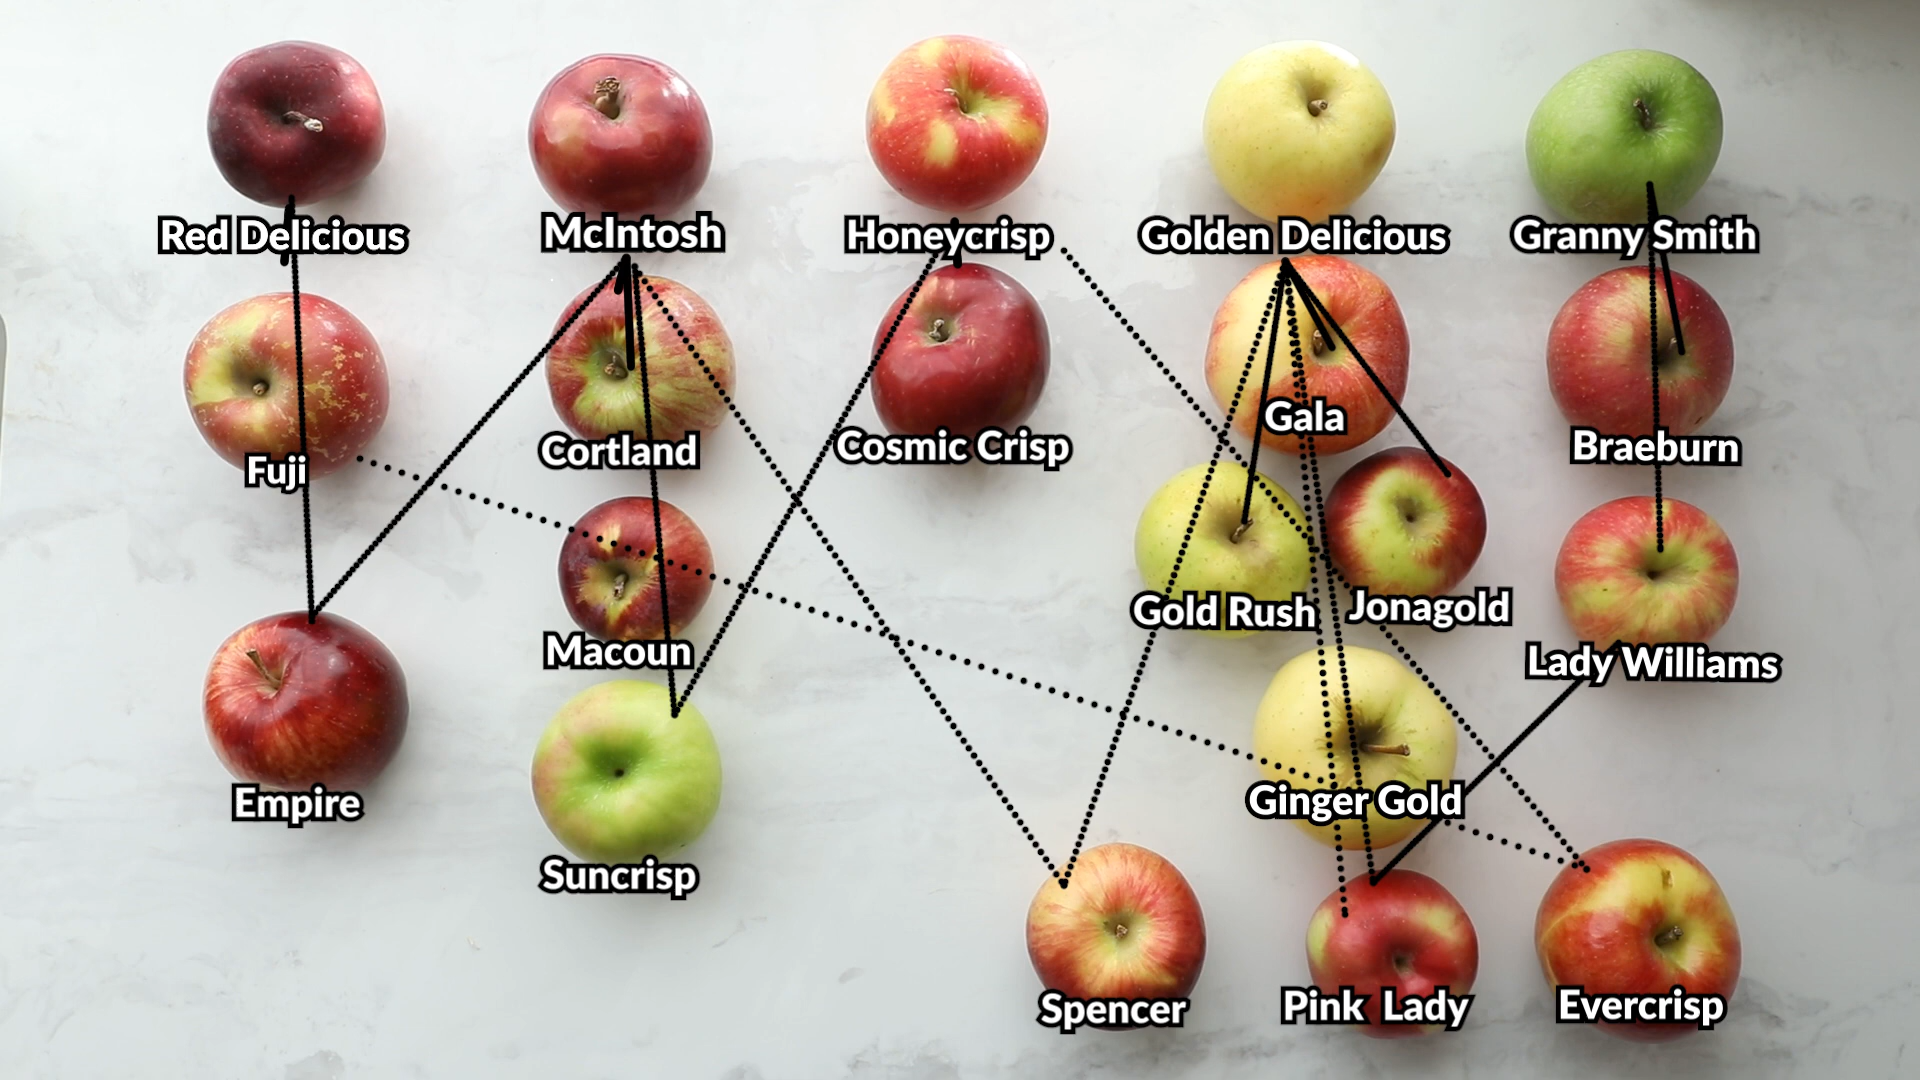 Red Delicious
McIntosh
Honeycrisp
Golden Delicious
Granny Smith
Fuji
Cortland
Cosmic Crisp
Gala
Braeburn
Macoun
Gold Rush
Jonagold
Lady Williams
Empire
Suncrisp
Ginger Gold
Spencer
Pink Lady
Evercrisp